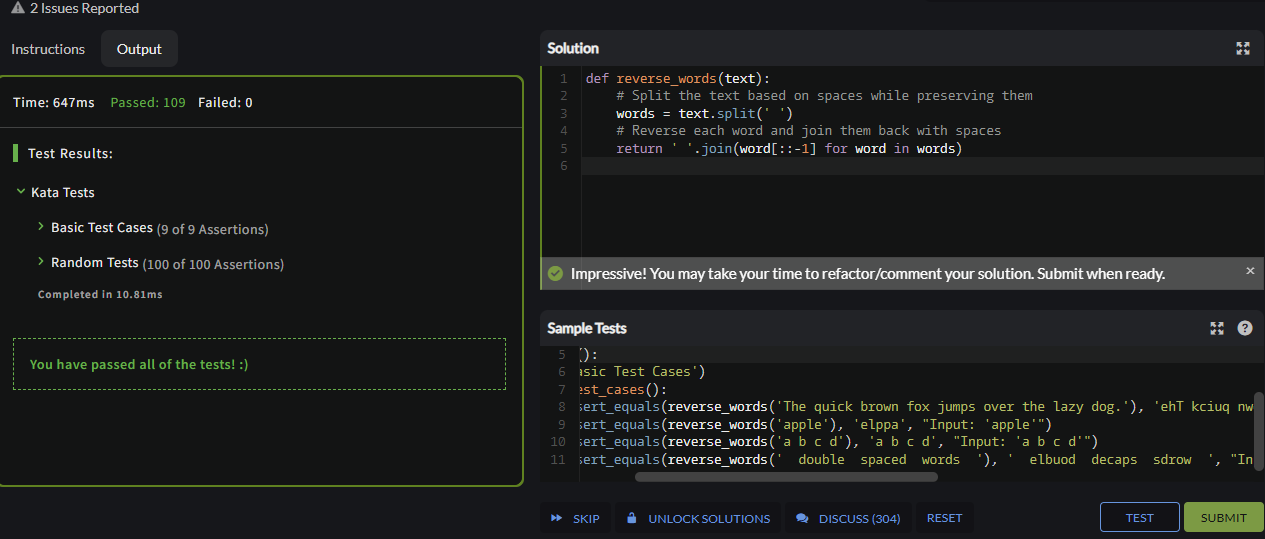 2 Issues Reported
Instructions
Output
Time: 647ms Passed: 109 Failed: 0
Test Results:
Kata Tests
Basic Test Cases (9 of 9 Assertions)
Random Tests (100 of 100 Assertions)
Completed in 10.81ms
You have passed all of the tests! :)
Solution
1 def reverse_words(text):
2     # Split the text based on spaces while preserving them
3     words = text.split(' ')
4     # Reverse each word and join them back with spaces
5     return ' '.join(word[::-1] for word in words)
6
Impressive! You may take your time to refactor/comment your solution. Submit when ready.
Sample Tests
5 ():
6 asic Test Cases')
7 est_cases():
8 sert_equals(reverse_words('The quick brown fox jumps over the lazy dog.'), 'ehT kciuq nw
9 sert_equals(reverse_words('apple'), 'elppa', "Input: 'apple'")
10 sert_equals(reverse_words('a b c d'), 'a b c d', "Input: 'a b c d'")
11 sert_equals(reverse_words('  double  spaced  words  '), '  elbuod  decaps  sdrow  ', "In
SKIP
UNLOCK SOLUTIONS
DISCUSS (304)
RESET
TEST
SUBMIT